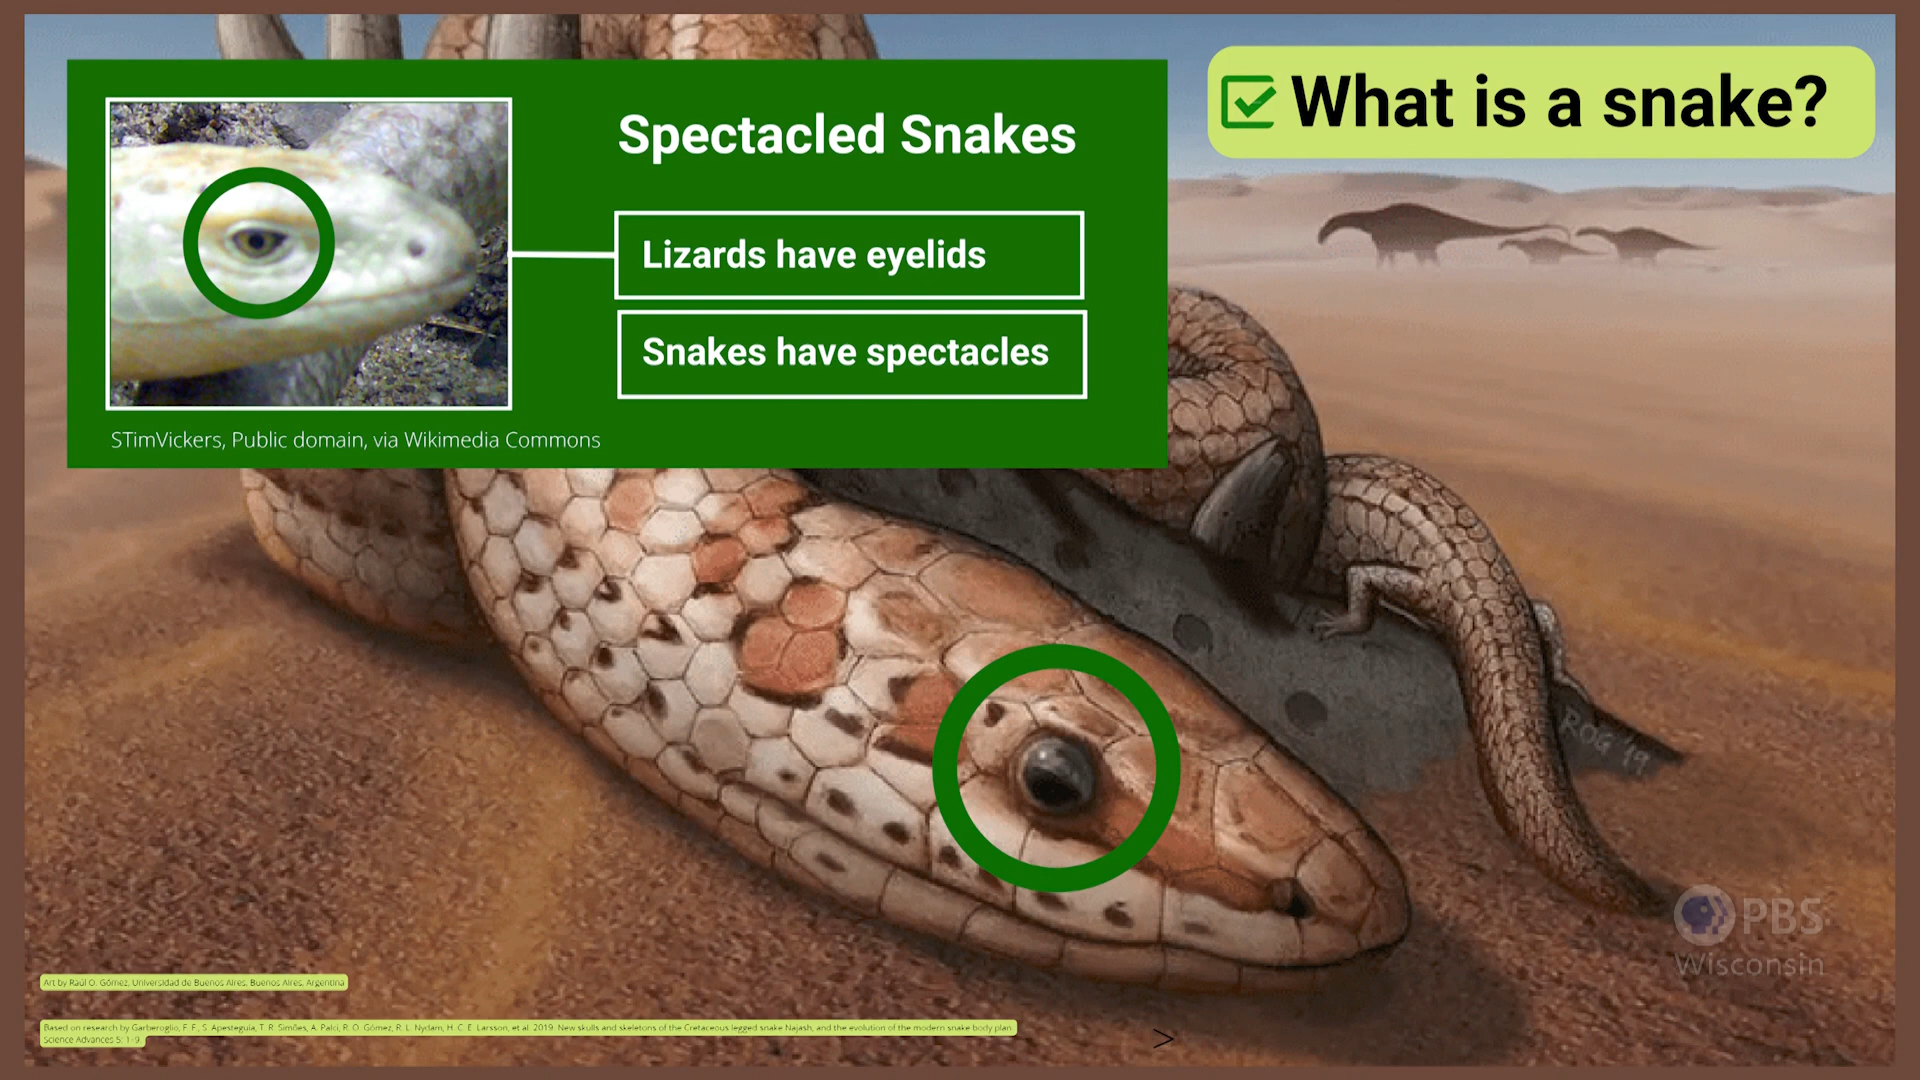 What is a snake?
Spectacled Snakes
Lizards have eyelids
Snakes have spectacles
STimVickers, Public domain, via Wikimedia Commons
ROG '19
PBS
Wisconsin
Art by Raúl O. Gómez, Universidad de Buenos Aires, Buenos Aires, Argentina
Based on research by Garberoglio, F. F., S. Apesteguía, T. R. Simões, A. Palci, R. O. Gómez, R. L. Nydam, H. C. E. Larsson, et al. 2019. New skulls and skeletons of the Cretaceous legged snake Najash, and the evolution of the modern snake body plan.
Science Advances 5: 1-9.
>